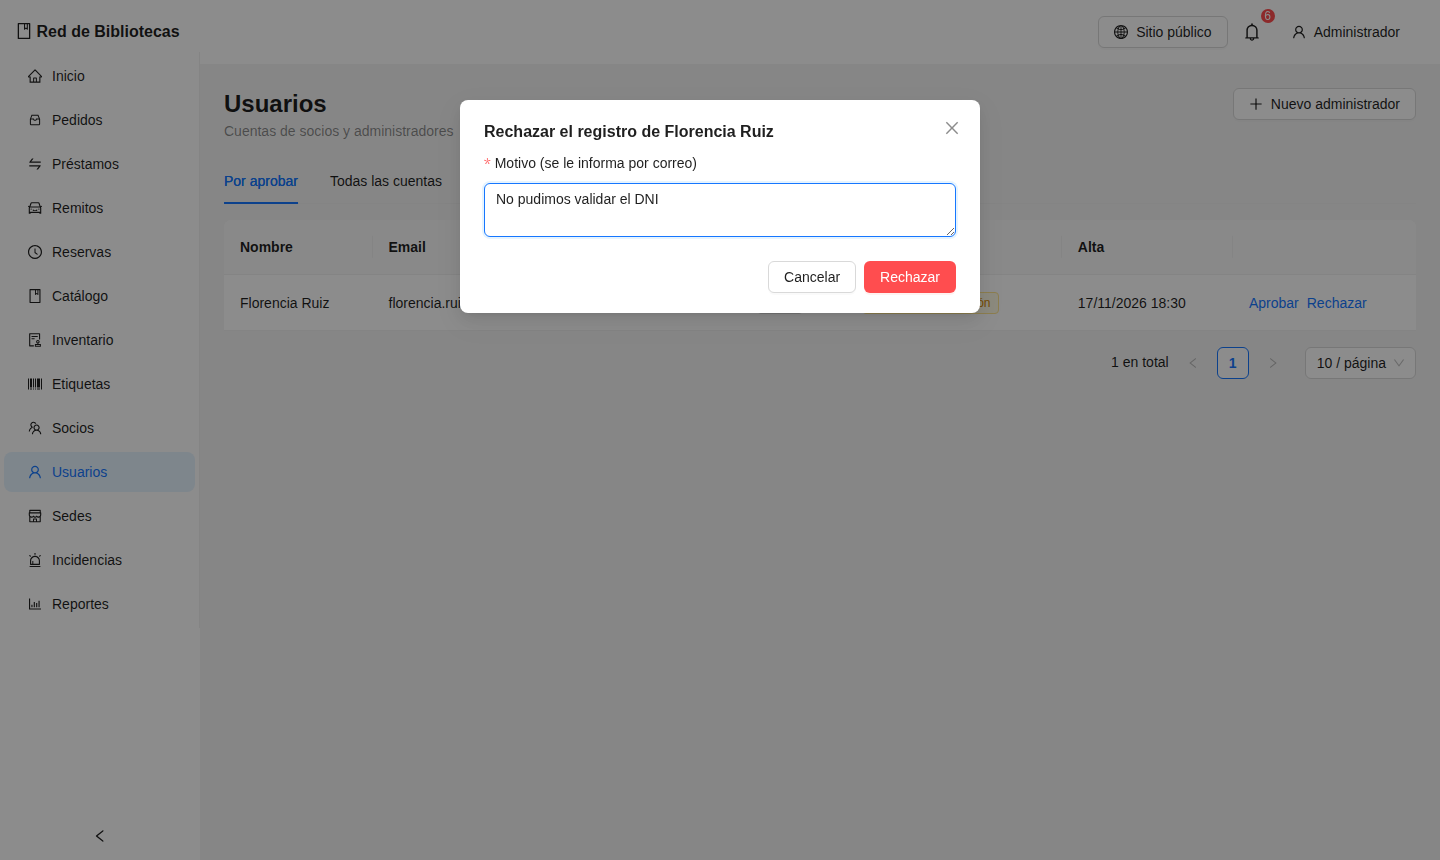 Red de Bibliotecas
Sitio público
6
Administrador
Inicio
Pedidos
Préstamos
Remitos
Reservas
Catálogo
Inventario
Etiquetas
Socios
Usuarios
Sedes
Incidencias
Reportes
Usuarios
Cuentas de socios y administradores
Nuevo administrador
Por aprobar
Todas las cuentas
Nombre Email Alta
Florencia Ruiz 17/11/2026 18:30 Aprobar Rechazar
1 en total
1
10 / página
Rechazar el registro de Florencia Ruiz
* Motivo (se le informa por correo)
No pudimos validar el DNI
Cancelar
Rechazar